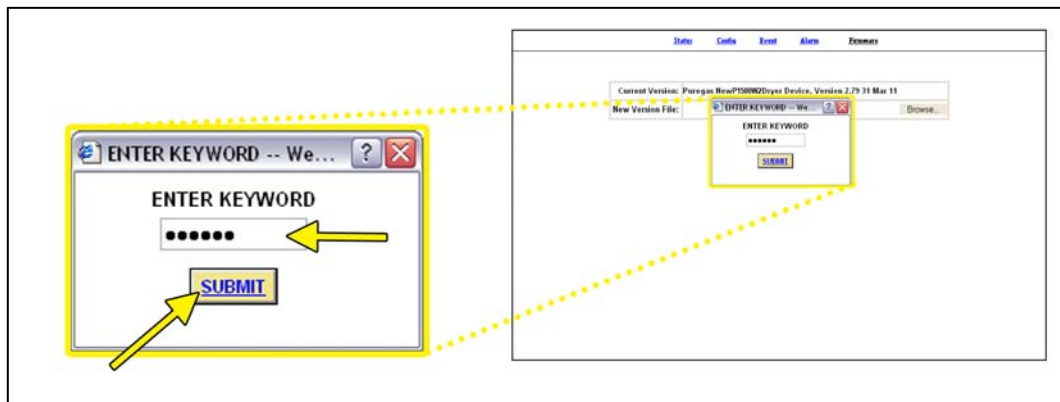 ENTER KEYWORD -- We...
ENTER KEYWORD
●●●●●●
SUBMIT
Status Config Event Alarm Firmware
Current Version: Puregas NewP1500W2Dryer Device, Version 2.79 31 Mar 11
New Version File: Browse...
ENTER KEYWORD -- We...
ENTER KEYWORD
●●●●●●
SUBMIT